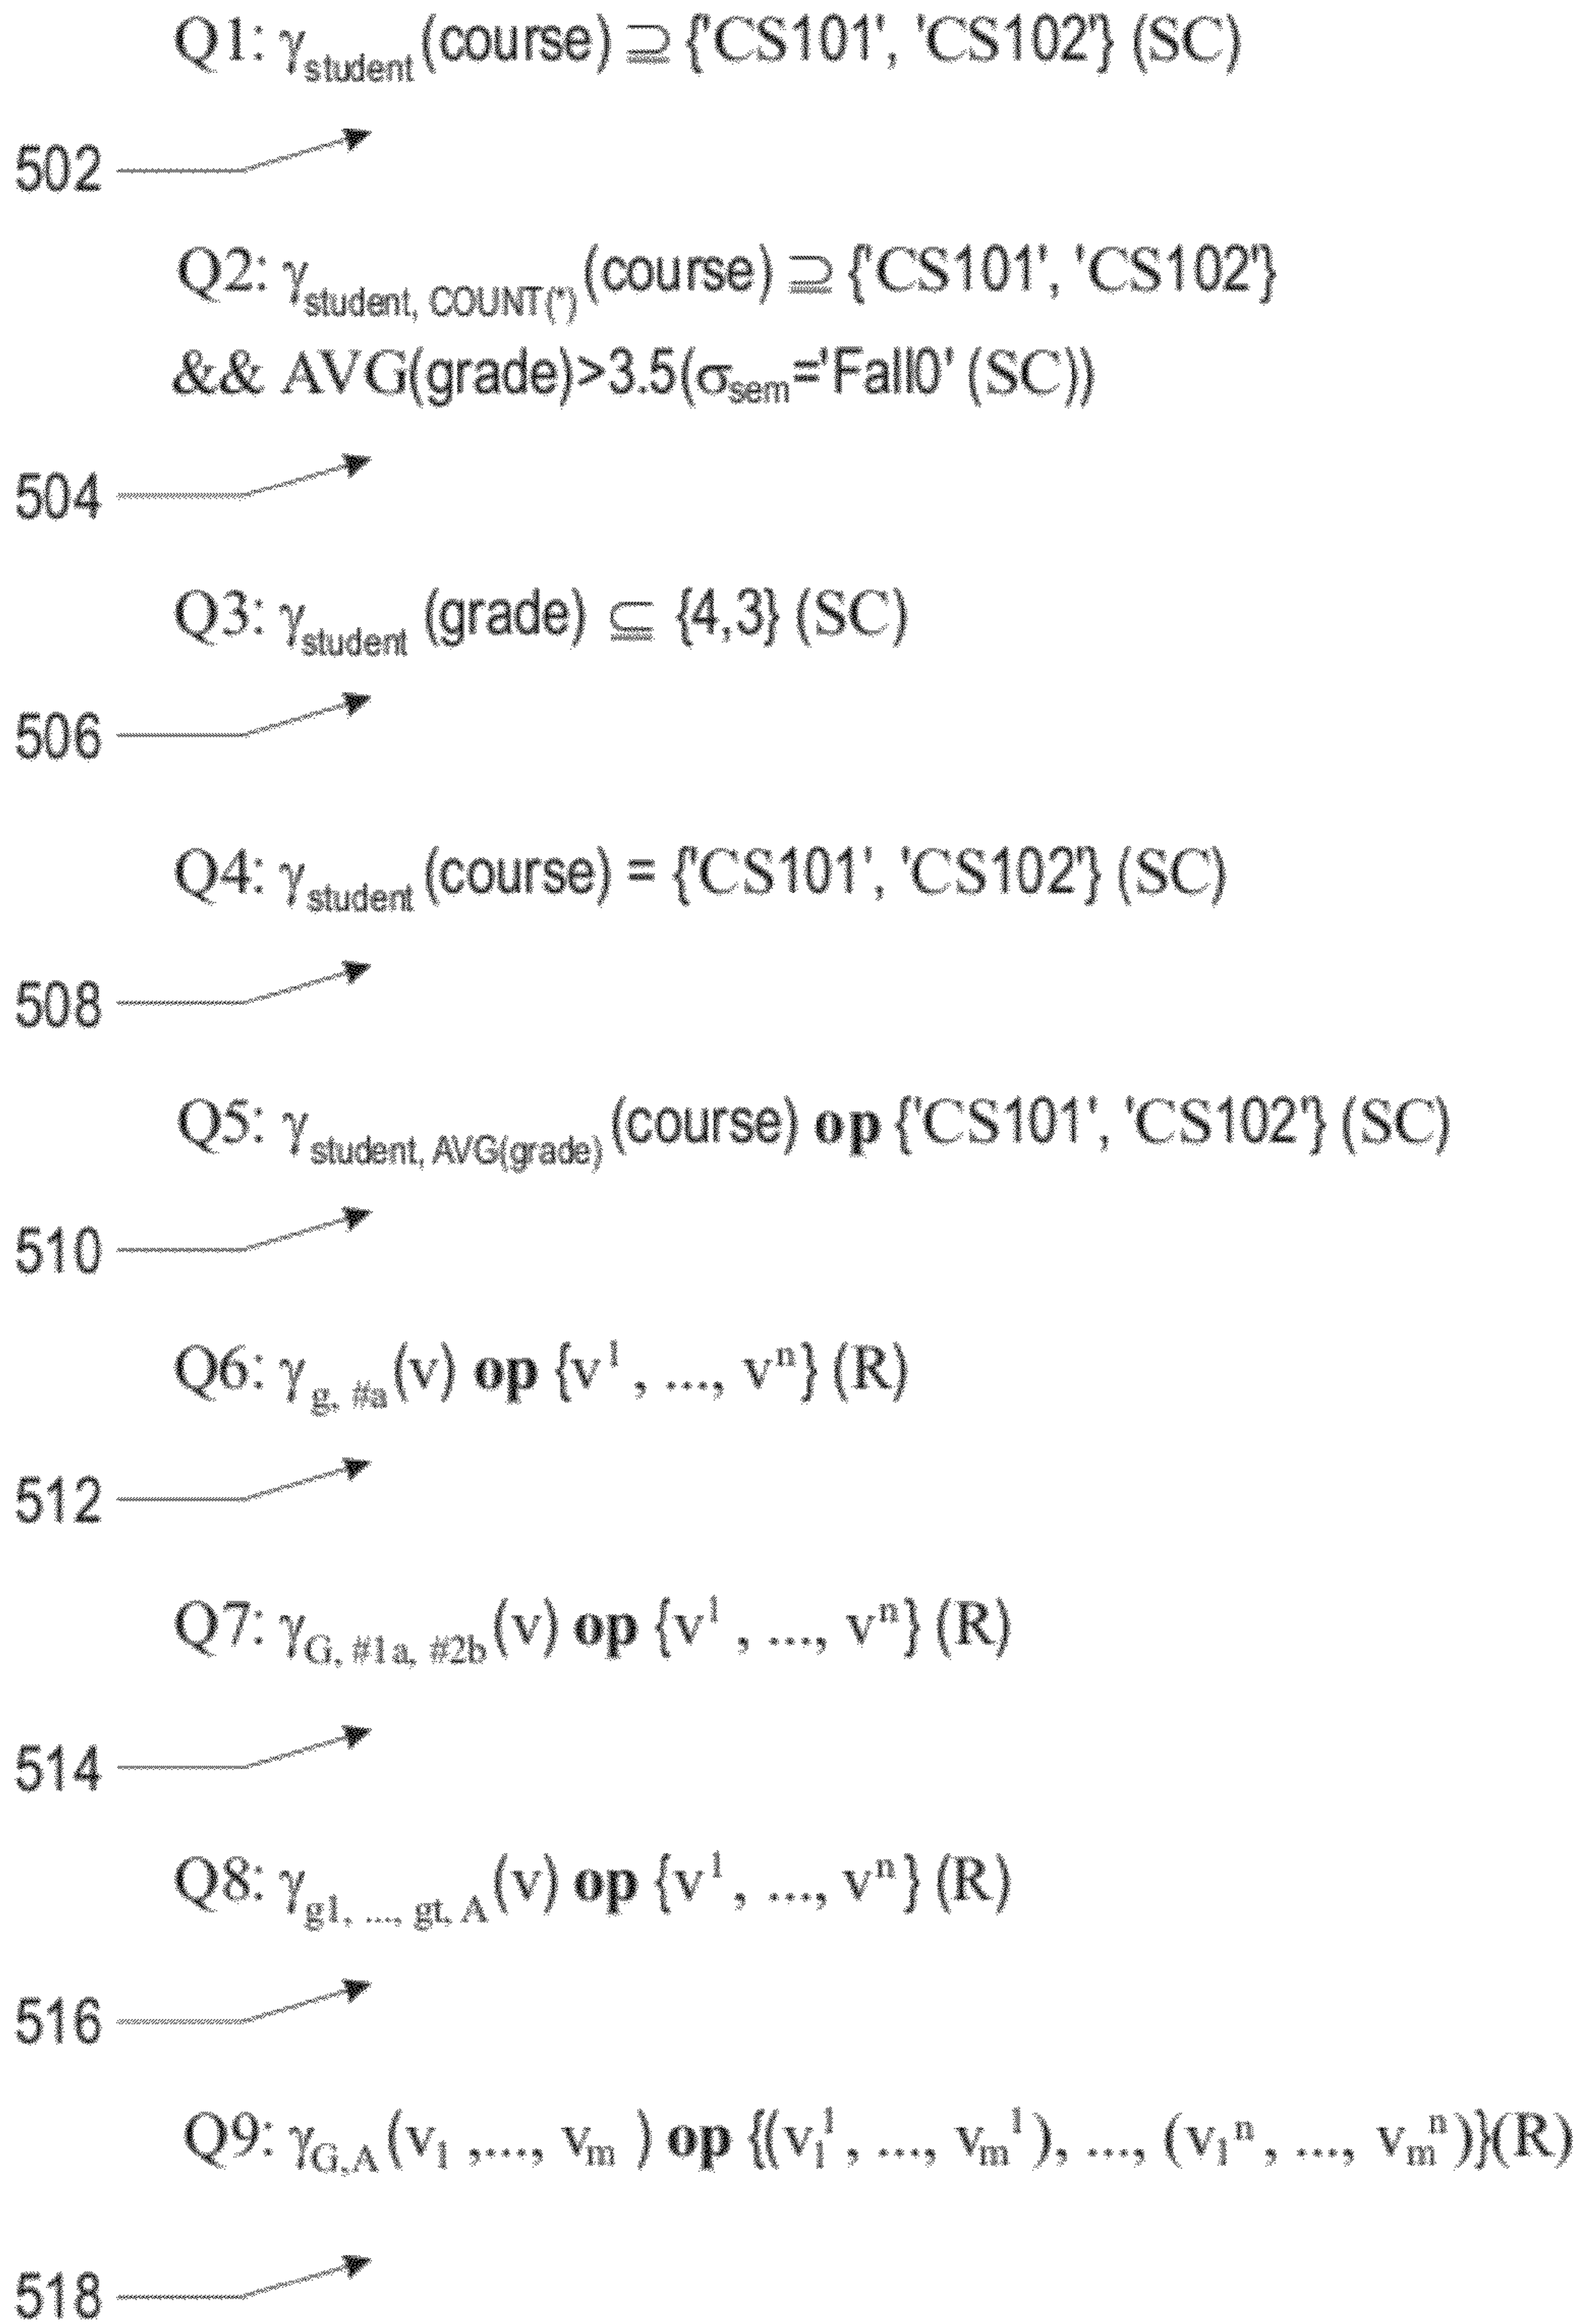 Q1: γstudent(course) ⊇ {'CS101', 'CS102'} (SC)
502
Q2: γstudent, COUNT(*)(course) ⊇ {'CS101', 'CS102'}
&& AVG(grade)>3.5(σsem='Fall0' (SC))
504
Q3: γstudent (grade) ⊆ {4,3} (SC)
506
Q4: γstudent (course) = {'CS101', 'CS102'} (SC)
508
Q5: γstudent, AVG(grade)(course) op {'CS101', 'CS102'} (SC)
510
Q6: γg, #a(v) op {v¹, ..., vⁿ} (R)
512
Q7: γG, #1a, #2b(v) op {v¹, ..., vⁿ} (R)
514
Q8: γg1, ..., gt, A(v) op {v¹, ..., vⁿ} (R)
516
Q9: γG,A(v₁,..., vₘ ) op {(v₁¹, ..., vₘ¹), ..., (v₁ⁿ, ..., vₘⁿ)}(R)
518